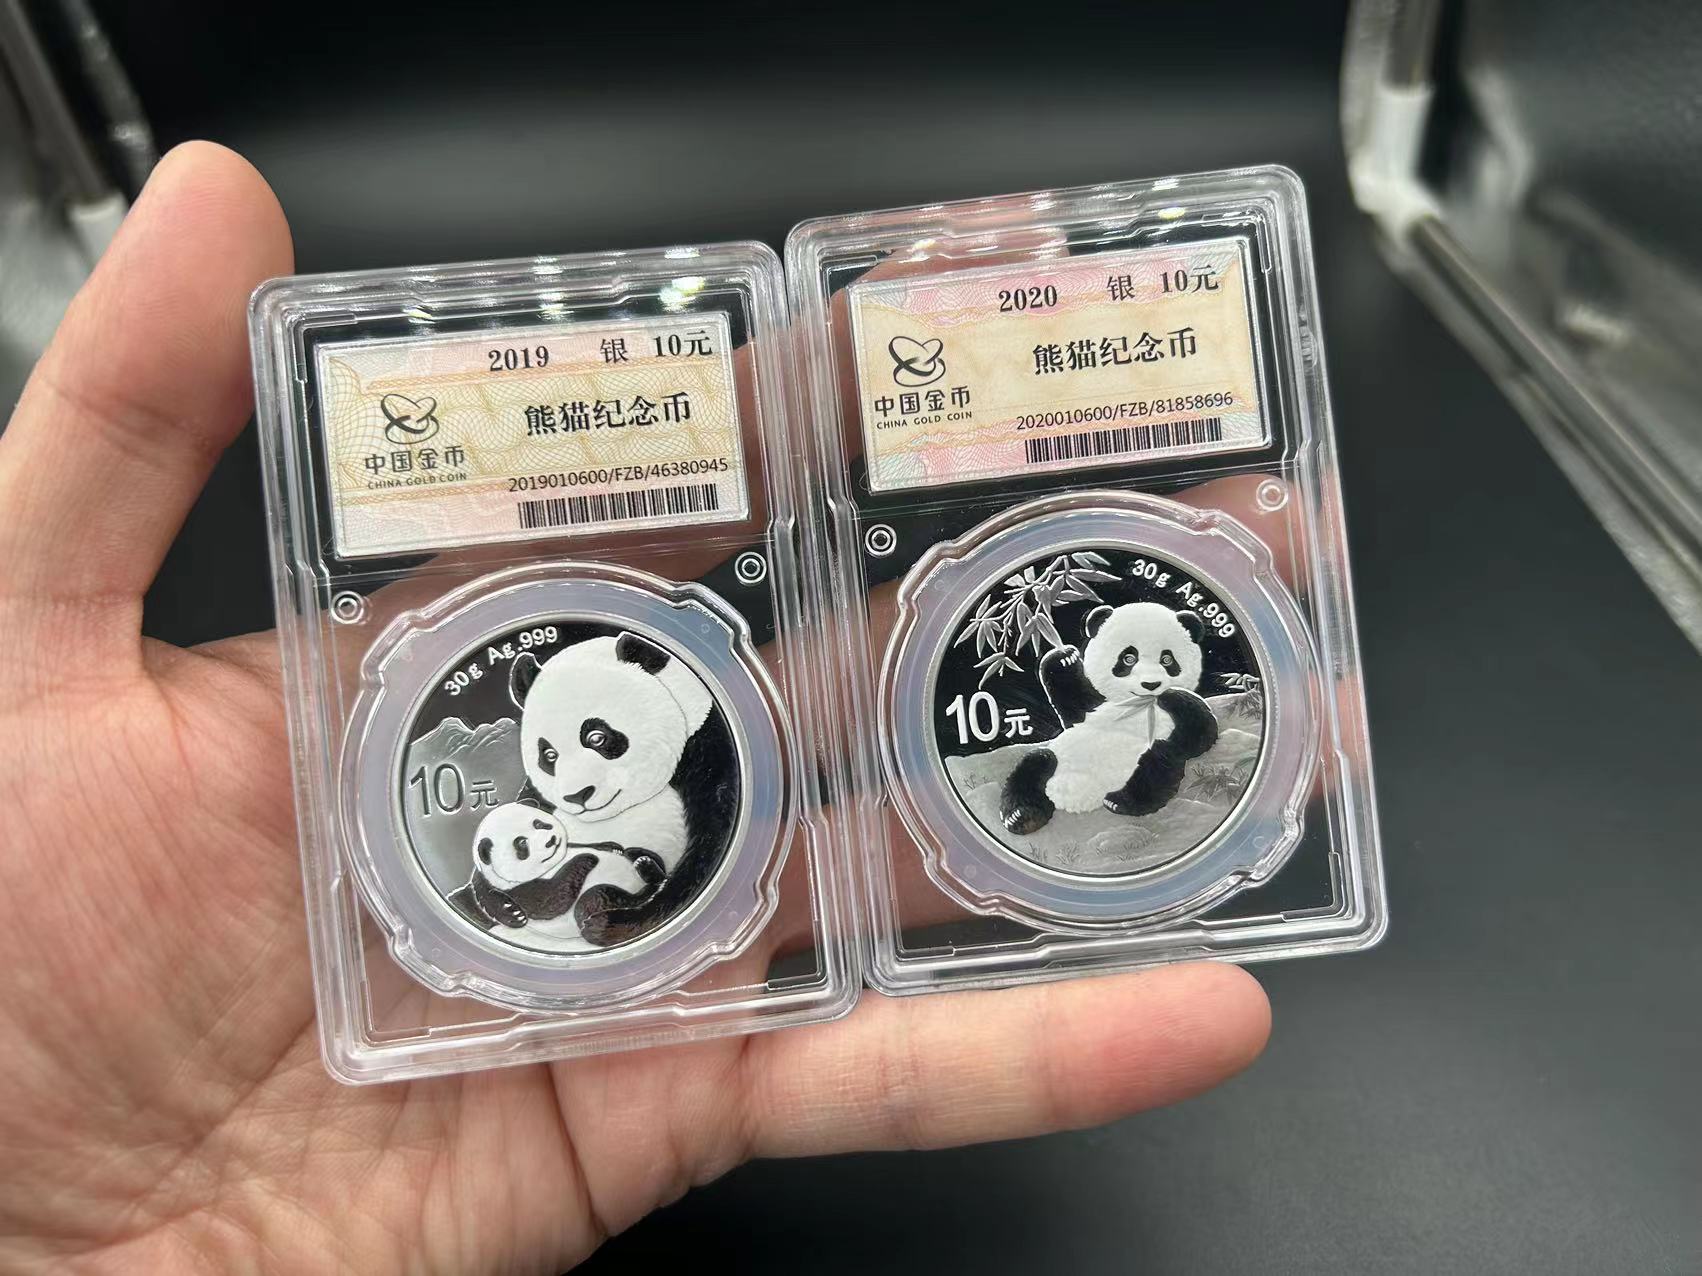 2019 银 10元
熊猫纪念币
中国金币
CHINA GOLD COIN
2019010600/FZB/46380945
30g Ag.999
10元
2020 银 10元
熊猫纪念币
中国金币
CHINA GOLD COIN
2020010600/FZB/81858696
30g Ag.999
10元